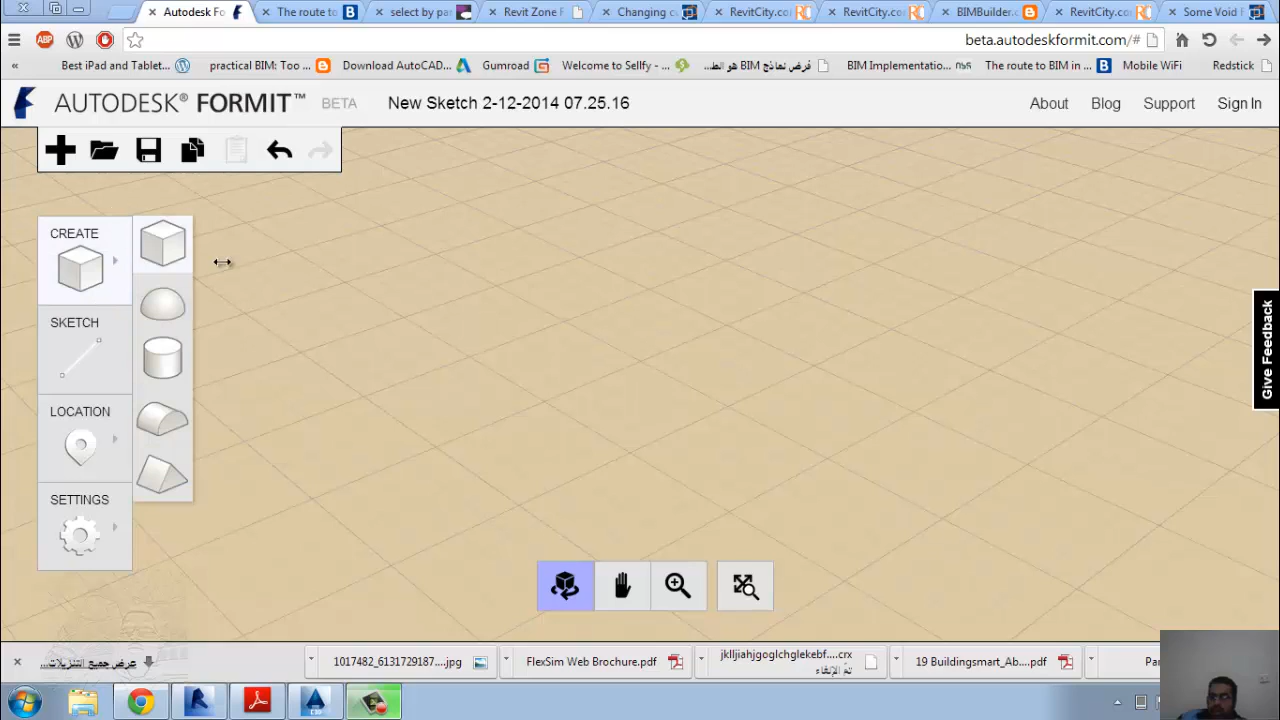 Autodesk Fo
The route to
select by pa
Revit Zone F
Changing c
RevitCity.co
RevitCity.co
BIMBuilder.c
RevitCity.co
Some Void F
beta.autodeskformit.com/#
« Best iPad and Tablet... practical BIM: Too ... Download AutoCAD... Gumroad Welcome to Sellfy -... فرض نماذج BIM هو الط... BIM Implementatio... The route to BIM in ... Mobile WiFi Redstick
ABP
AUTODESK® FORMIT™ BETA New Sketch 2-12-2014 07.25.16 About Blog Support Sign In
CREATE
SKETCH
LOCATION
SETTINGS
Give Feedback
عرض جميع التنزيلات...
1017482_6131729187....jpg
FlexSim Web Brochure.pdf
jklljiahjgoglchglekebf....crx
تم الإلغاء
19 Buildingsmart_Ab....pdf